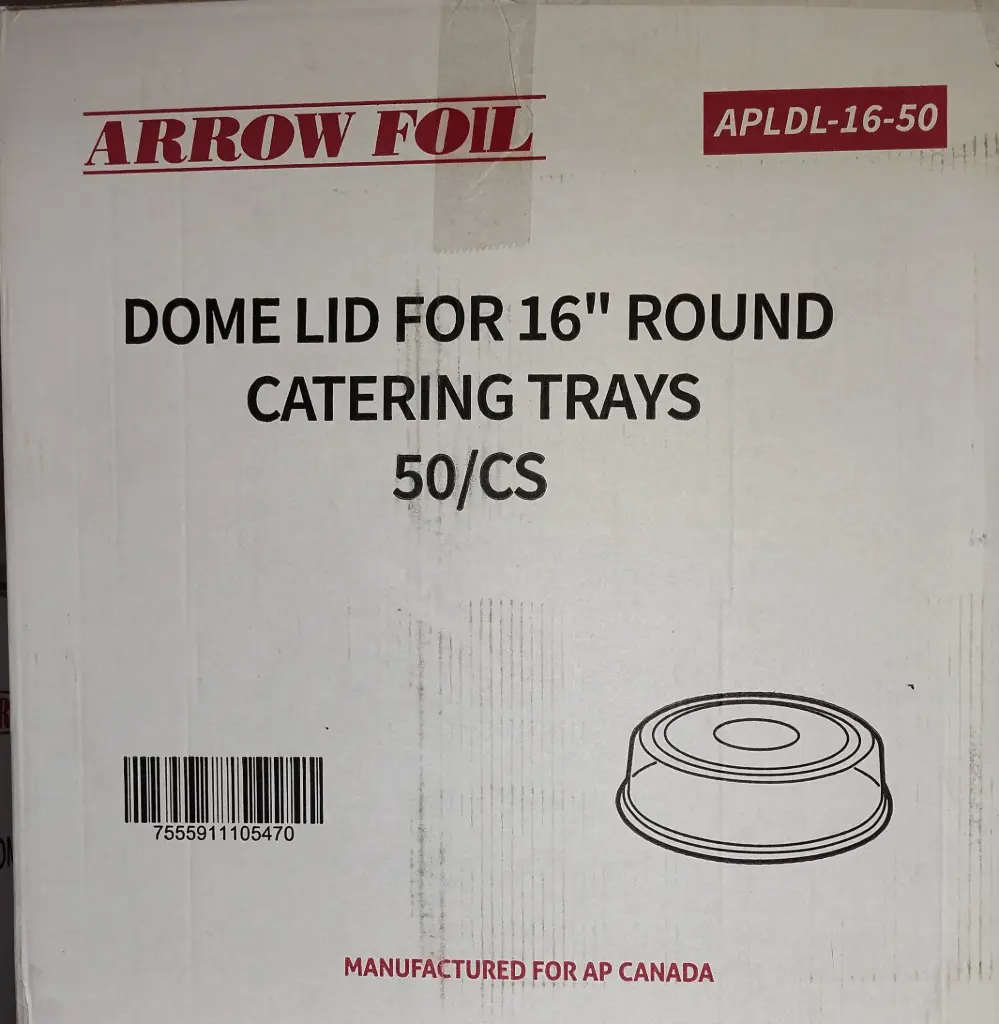 ARROW FOIL
APLDL-16-50
DOME LID FOR 16" ROUND
CATERING TRAYS
50/CS
7555911105470
MANUFACTURED FOR AP CANADA